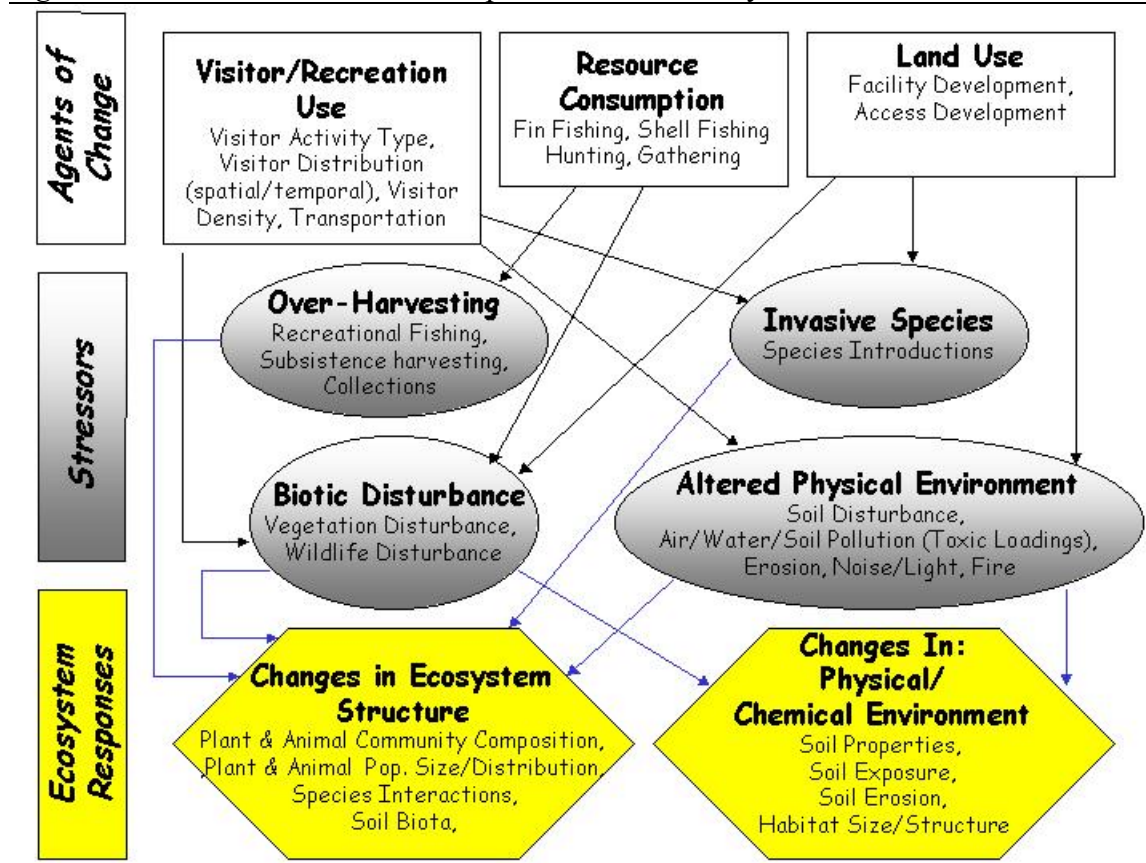 Agents of
Change
Visitor/Recreation
Use
Visitor Activity Type,
Visitor Distribution
(spatial/temporal), Visitor
Density, Transportation
Resource
Consumption
Fin Fishing, Shell Fishing
Hunting, Gathering
Land Use
Facility Development,
Access Development
Stressors
Over-Harvesting
Recreational Fishing,
Subsistence harvesting,
Collections
Invasive Species
Species Introductions
Biotic Disturbance
Vegetation Disturbance,
Wildlife Disturbance
Altered Physical Environment
Soil Disturbance,
Air/Water/Soil Pollution (Toxic Loadings),
Erosion, Noise/Light, Fire
Ecosystem
Responses
Changes in Ecosystem
Structure
Plant & Animal Community Composition,
,Plant & Animal Pop. Size/Distribution,
Species Interactions,
Soil Biota,
Changes In:
Physical/
Chemical Environment
Soil Properties,
Soil Exposure,
Soil Erosion,
Habitat Size/Structure